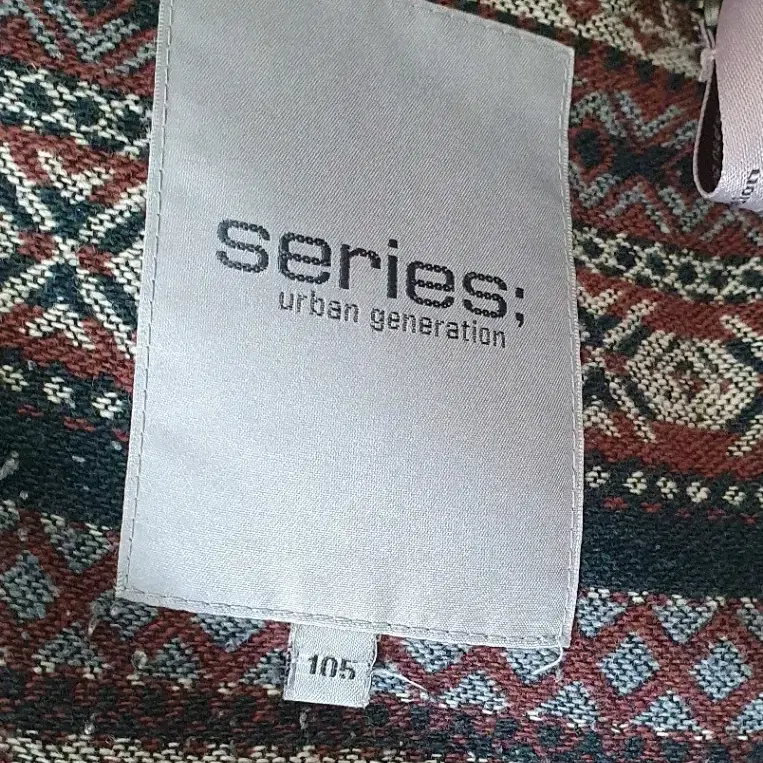 series;
urban generation
105